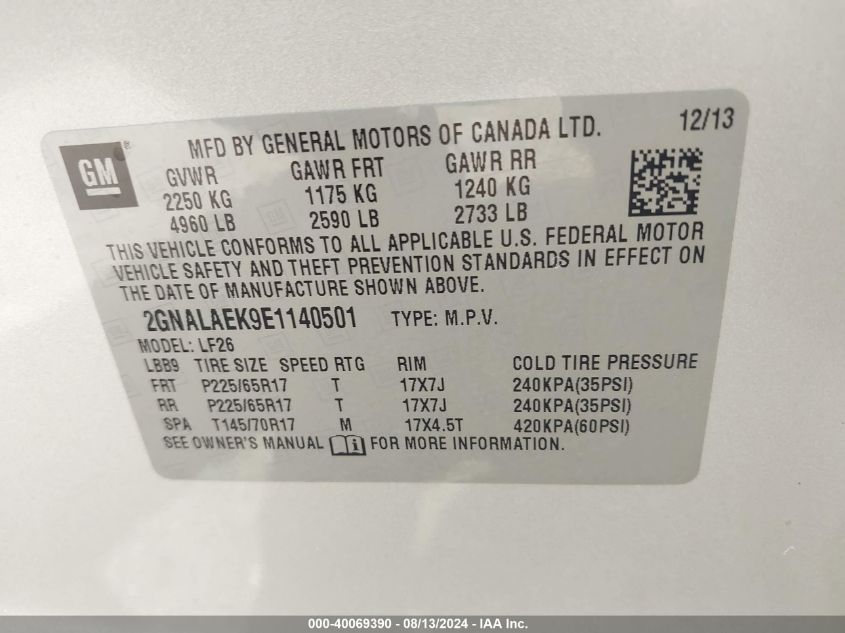 MFD BY GENERAL MOTORS OF CANADA LTD. 12/13
GM ®
GVWR GAWR FRT GAWR RR
2250 KG 1175 KG 1240 KG
4960 LB 2590 LB 2733 LB
THIS VEHICLE CONFORMS TO ALL APPLICABLE U.S. FEDERAL MOTOR
VEHICLE SAFETY AND THEFT PREVENTION STANDARDS IN EFFECT ON
THE DATE OF MANUFACTURE SHOWN ABOVE.
2GNALAEK9E1140501 TYPE: M.P.V.
MODEL: LF26
LBB9 TIRE SIZE SPEED RTG RIM COLD TIRE PRESSURE
FRT P225/65R17 T 17X7J 240KPA(35PSI)
RR P225/65R17 T 17X7J 240KPA(35PSI)
SPA T145/70R17 M 17X4.5T 420KPA(60PSI)
SEE OWNER'S MANUAL FOR MORE INFORMATION.
000-40069390 - 08/13/2024 - IAA Inc.